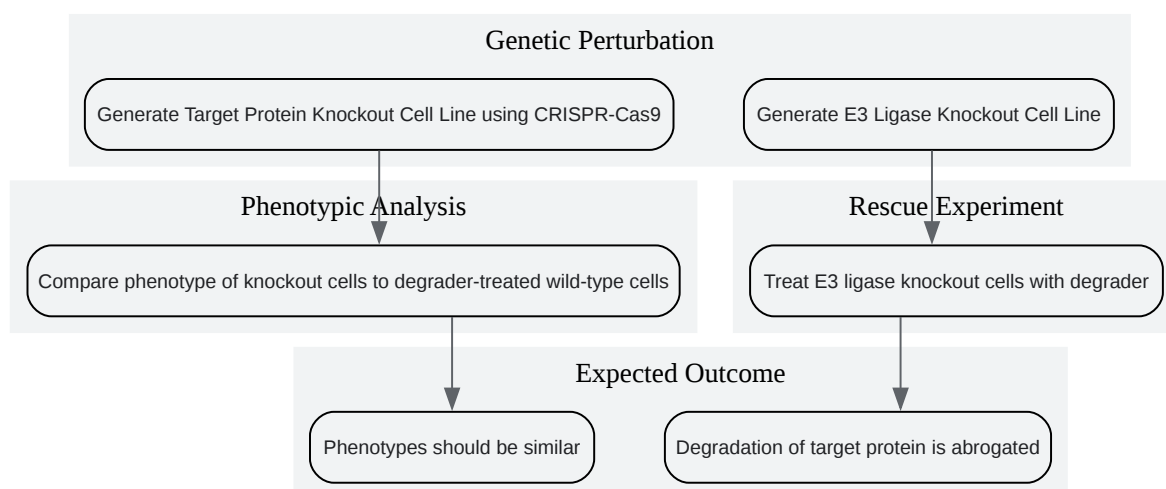 Genetic Perturbation
Generate Target Protein Knockout Cell Line using CRISPR-Cas9
Generate E3 Ligase Knockout Cell Line
Phenotypic Analysis
Rescue Experiment
Compare phenotype of knockout cells to degrader-treated wild-type cells
Treat E3 ligase knockout cells with degrader
Expected Outcome
Phenotypes should be similar
Degradation of target protein is abrogated